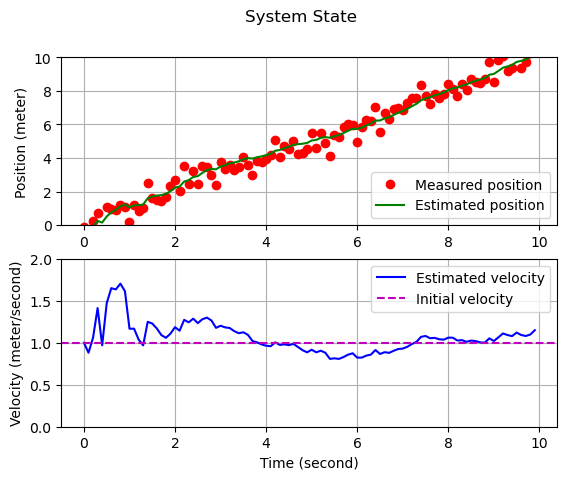 System State
10
8
6
4
2
0
Position (meter)
Measured position
Estimated position
0
2
4
6
8
10
2.0
1.5
1.0
0.5
0.0
Velocity (meter/second)
Estimated velocity
Initial velocity
0
2
4
6
8
10
Time (second)